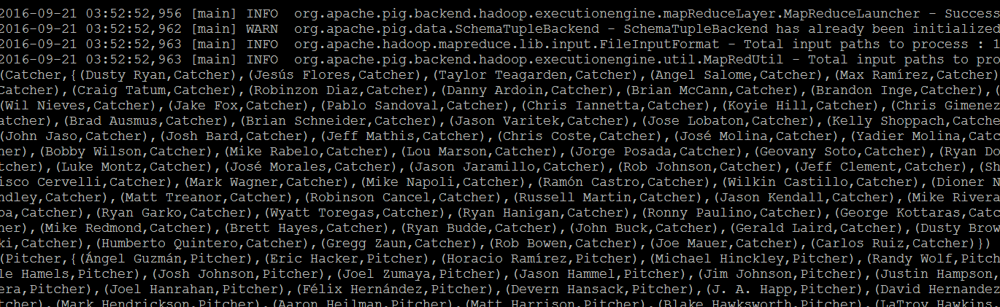 2016-09-21 03:52:52,956 [main] INFO  org.apache.pig.backend.hadoop.executionengine.mapReduceLayer.MapReduceLauncher - Success
2016-09-21 03:52:52,962 [main] WARN  org.apache.pig.data.SchemaTupleBackend - SchemaTupleBackend has already been initialized
2016-09-21 03:52:52,963 [main] INFO  org.apache.hadoop.mapreduce.lib.input.FileInputFormat - Total input paths to process : 1
2016-09-21 03:52:52,963 [main] INFO  org.apache.pig.backend.hadoop.executionengine.util.MapRedUtil - Total input paths to pro
(Catcher,{(Dusty Ryan,Catcher),(Jesús Flores,Catcher),(Taylor Teagarden,Catcher),(Angel Salome,Catcher),(Max Ramírez,Catcher)
Catcher),(Craig Tatum,Catcher),(Robinzon Diaz,Catcher),(Danny Ardoin,Catcher),(Brian McCann,Catcher),(Brandon Inge,Catcher),(
(Wil Nieves,Catcher),(Jake Fox,Catcher),(Pablo Sandoval,Catcher),(Chris Iannetta,Catcher),(Koyie Hill,Catcher),(Chris Gimenez
atcher),(Brad Ausmus,Catcher),(Brian Schneider,Catcher),(Jason Varitek,Catcher),(Jose Lobaton,Catcher),(Kelly Shoppach,Catche
(John Jaso,Catcher),(Josh Bard,Catcher),(Jeff Mathis,Catcher),(Chris Coste,Catcher),(José Molina,Catcher),(Yadier Molina,Catc
her),(Bobby Wilson,Catcher),(Mike Rabelo,Catcher),(Lou Marson,Catcher),(Jorge Posada,Catcher),(Geovany Soto,Catcher),(Ryan Do
tcher),(Luke Montz,Catcher),(José Morales,Catcher),(Jason Jaramillo,Catcher),(Rob Johnson,Catcher),(Jeff Clement,Catcher),(Sh
isco Cervelli,Catcher),(Mark Wagner,Catcher),(Mike Napoli,Catcher),(Ramón Castro,Catcher),(Wilkin Castillo,Catcher),(Dioner N
ndley,Catcher),(Matt Treanor,Catcher),(Robinson Cancel,Catcher),(Russell Martin,Catcher),(Jason Kendall,Catcher),(Mike Rivera
ba,Catcher),(Ryan Garko,Catcher),(Wyatt Toregas,Catcher),(Ryan Hanigan,Catcher),(Ronny Paulino,Catcher),(George Kottaras,Catc
her),(Mike Redmond,Catcher),(Brett Hayes,Catcher),(Ryan Budde,Catcher),(John Buck,Catcher),(Gerald Laird,Catcher),(Dusty Brow
ki,Catcher),(Humberto Quintero,Catcher),(Gregg Zaun,Catcher),(Rob Bowen,Catcher),(Joe Mauer,Catcher),(Carlos Ruiz,Catcher)})
(Pitcher,{(Ángel Guzmán,Pitcher),(Eric Hacker,Pitcher),(Horacio Ramírez,Pitcher),(Michael Hinckley,Pitcher),(Randy Wolf,Pitch
le Hamels,Pitcher),(Josh Johnson,Pitcher),(Joel Zumaya,Pitcher),(Jason Hammel,Pitcher),(Jim Johnson,Pitcher),(Justin Hampson,
era,Pitcher),(Joel Hanrahan,Pitcher),(Félix Hernández,Pitcher),(Devern Hansack,Pitcher),(J. A. Happ,Pitcher),(David Hernandez
tcher),(Mark Hendrickson,Pitcher),(Aaron Heilman,Pitcher),(Matt Harrison,Pitcher),(Blake Hawksworth,Pitcher),(LaTroy Hawkins,